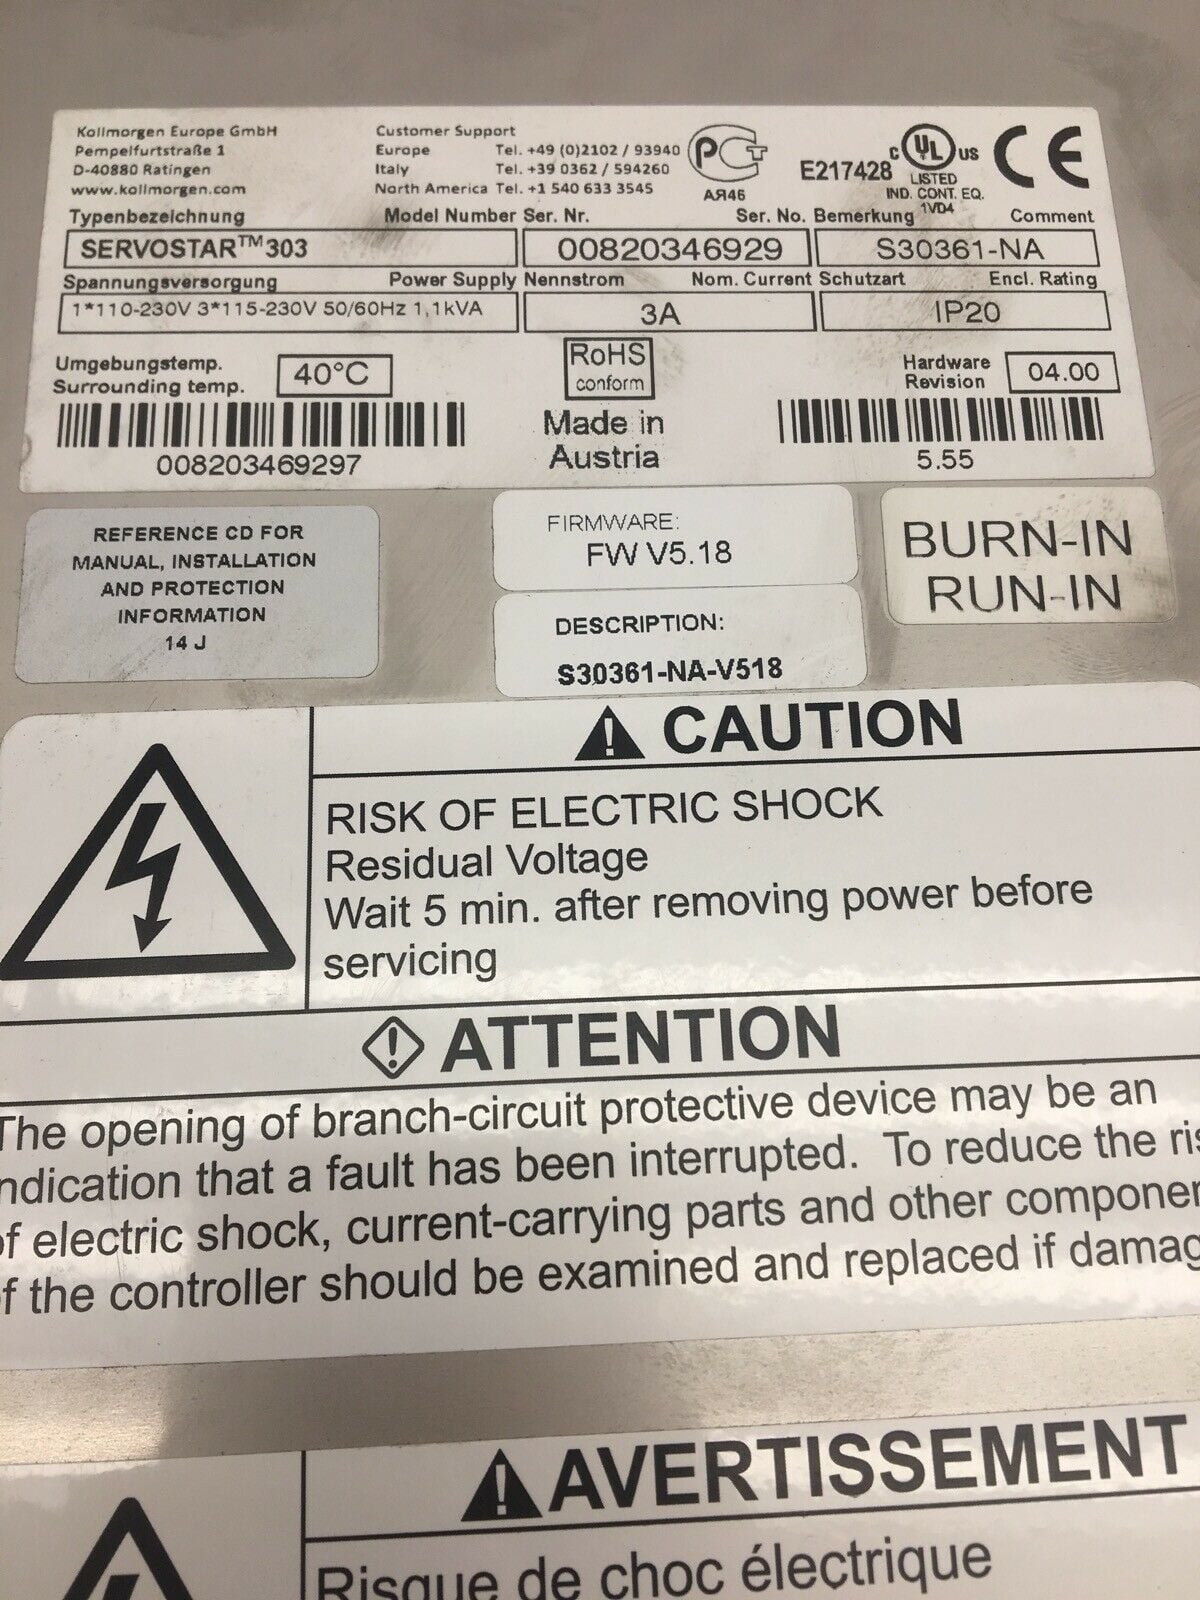 Kollmorgen Europe GmbH
Pempelfurtstraße 1
D-40880 Ratingen
www.kollmorgen.com
Customer Support
Europe Tel. +49 (0)2102 / 93940
Italy Tel. +39 0362 / 594260
North America Tel. +1 540 633 3545
АЯ46
E217428
c UL US
LISTED
IND. CONT. EQ.
1VD4
CE
Typenbezeichnung Model Number Ser. Nr. Ser. No. Bemerkung Comment
SERVOSTAR™303 00820346929 S30361-NA
Spannungsversorgung Power Supply Nennstrom Nom. Current Schutzart Encl. Rating
1*110-230V 3*115-230V 50/60Hz 1,1kVA 3A IP20
Umgebungstemp.
Surrounding temp. 40°C
RoHS
conform
Hardware
Revision 04.00
008203469297
Made in
Austria
5.55
REFERENCE CD FOR
MANUAL, INSTALLATION
AND PROTECTION
INFORMATION
14 J
FIRMWARE:
FW V5.18
DESCRIPTION:
S30361-NA-V518
BURN-IN
RUN-IN
CAUTION
RISK OF ELECTRIC SHOCK
Residual Voltage
Wait 5 min. after removing power before
servicing
ATTENTION
The opening of branch-circuit protective device may be an
ndication that a fault has been interrupted. To reduce the ris
of electric shock, current-carrying parts and other componen
of the controller should be examined and replaced if damag
AVERTISSEMENT
Risque de choc électrique